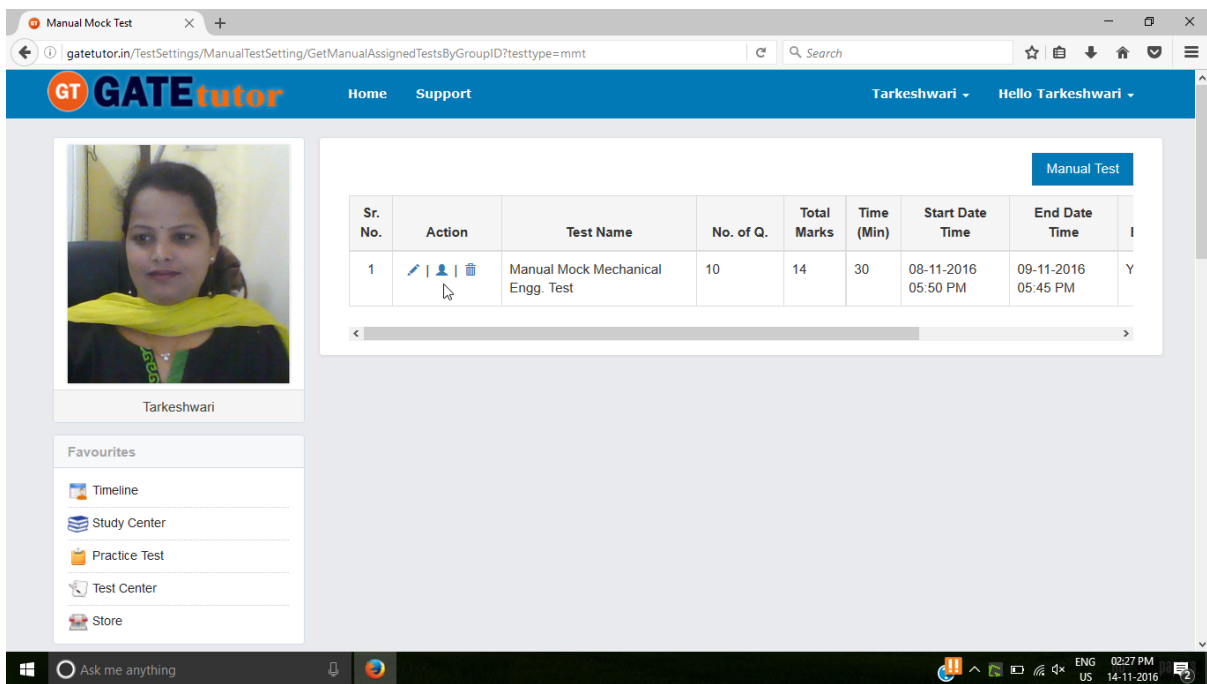 Manual Mock Test
gatetutor.in/TestSettings/ManualTestSetting/GetManualAssignedTestsByGroupID?testtype=mmt
Search
GT GATEtutor
Home Support Tarkeshwari Hello Tarkeshwari
Manual Test
Sr. No. Action Test Name No. of Q. Total Marks Time (Min) Start Date Time End Date Time
1 | | Manual Mock Mechanical Engg. Test 10 14 30 08-11-2016 05:50 PM 09-11-2016 05:45 PM Y
Tarkeshwari
Favourites
Timeline
Study Center
Practice Test
Test Center
Store
Ask me anything
ENG US
02:27 PM
14-11-2016
2